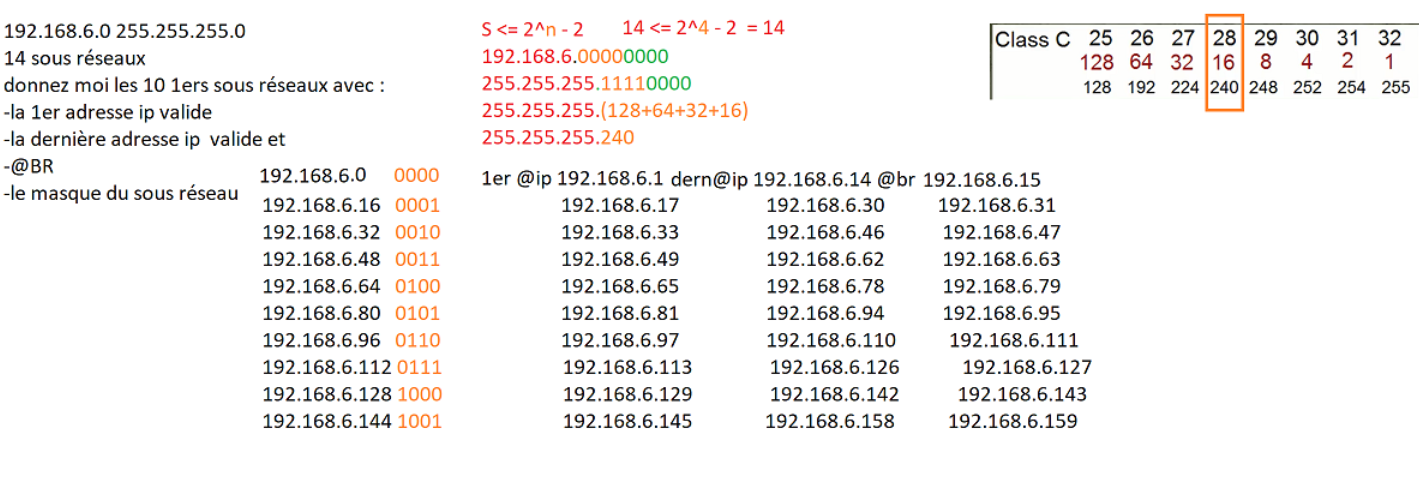 192.168.6.0 255.255.255.0
14 sous réseaux
donnez moi les 10 1ers sous réseaux avec :
-la 1er adresse ip valide
-la dernière adresse ip valide et
-@BR
-le masque du sous réseau
S <= 2^n - 2 14 <= 2^4 - 2 = 14
192.168.6.00000000
255.255.255.11110000
255.255.255.(128+64+32+16)
255.255.255.240
Class C 25 26 27 28 29 30 31 32
128 64 32 16 8 4 2 1
128 192 224 240 248 252 254 255
192.168.6.0 0000 1er @ip 192.168.6.1 dern@ip 192.168.6.14 @br 192.168.6.15
192.168.6.16 0001 192.168.6.17 192.168.6.30 192.168.6.31
192.168.6.32 0010 192.168.6.33 192.168.6.46 192.168.6.47
192.168.6.48 0011 192.168.6.49 192.168.6.62 192.168.6.63
192.168.6.64 0100 192.168.6.65 192.168.6.78 192.168.6.79
192.168.6.80 0101 192.168.6.81 192.168.6.94 192.168.6.95
192.168.6.96 0110 192.168.6.97 192.168.6.110 192.168.6.111
192.168.6.112 0111 192.168.6.113 192.168.6.126 192.168.6.127
192.168.6.128 1000 192.168.6.129 192.168.6.142 192.168.6.143
192.168.6.144 1001 192.168.6.145 192.168.6.158 192.168.6.159